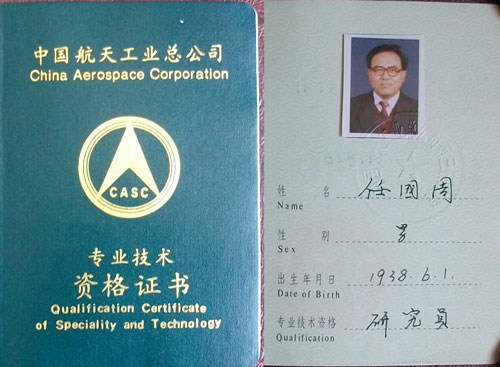 中国航天工业总公司
China Aerospace Corporation
CASC
专业技术
资格证书
Qualification Certificate
of Speciality and Technology
姓 名 任國周
Name
性 别 男
Sex
出生年月日 1938.6.1.
Date of Birth
专业技术资格 研究员
Qualification